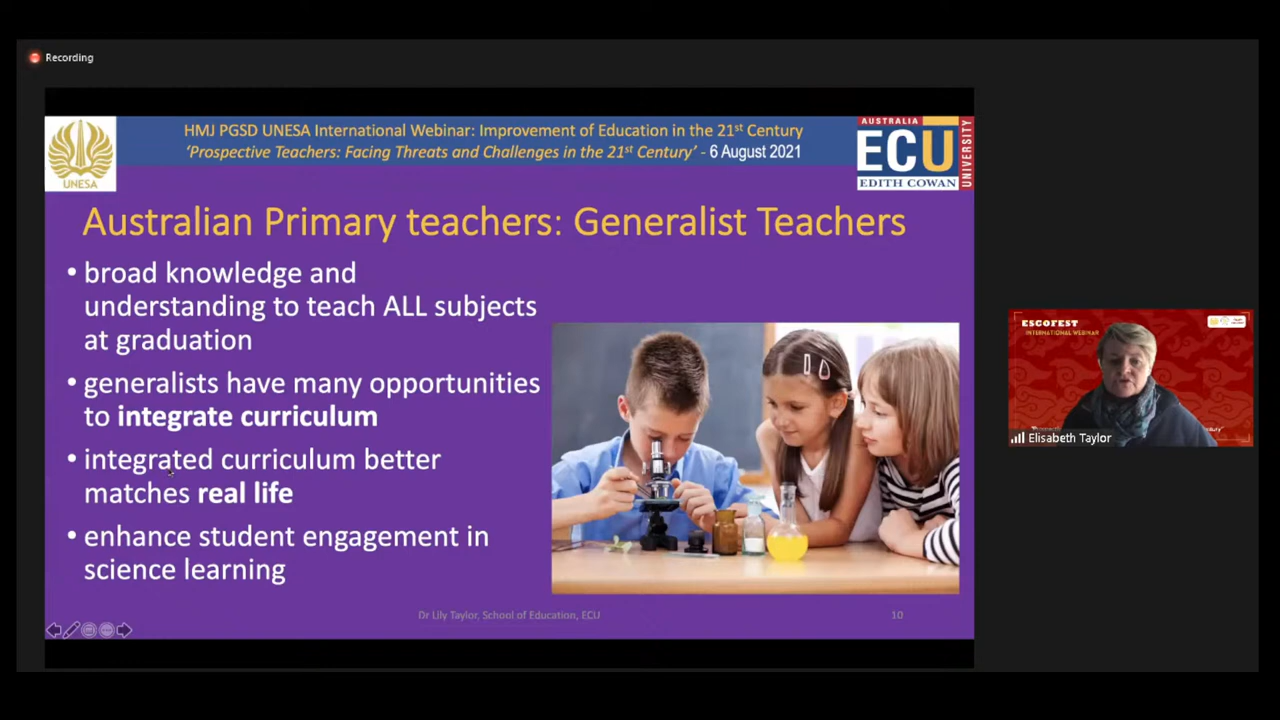 Recording
UNESA
HMJ PGSD UNESA International Webinar: Improvement of Education in the 21st Century
'Prospective Teachers: Facing Threats and Challenges in the 21st Century' - 6 August 2021
AUSTRALIA
ECU
EDITH COWAN
UNIVERSITY
Australian Primary teachers: Generalist Teachers
• broad knowledge and
understanding to teach ALL subjects
at graduation
• generalists have many opportunities
to integrate curriculum
• integrated curriculum better
matches real life
• enhance student engagement in
science learning
Dr Lily Taylor, School of Education, ECU
10
ESCOFEST
INTERNATIONAL WEBINAR
Elisabeth Taylor